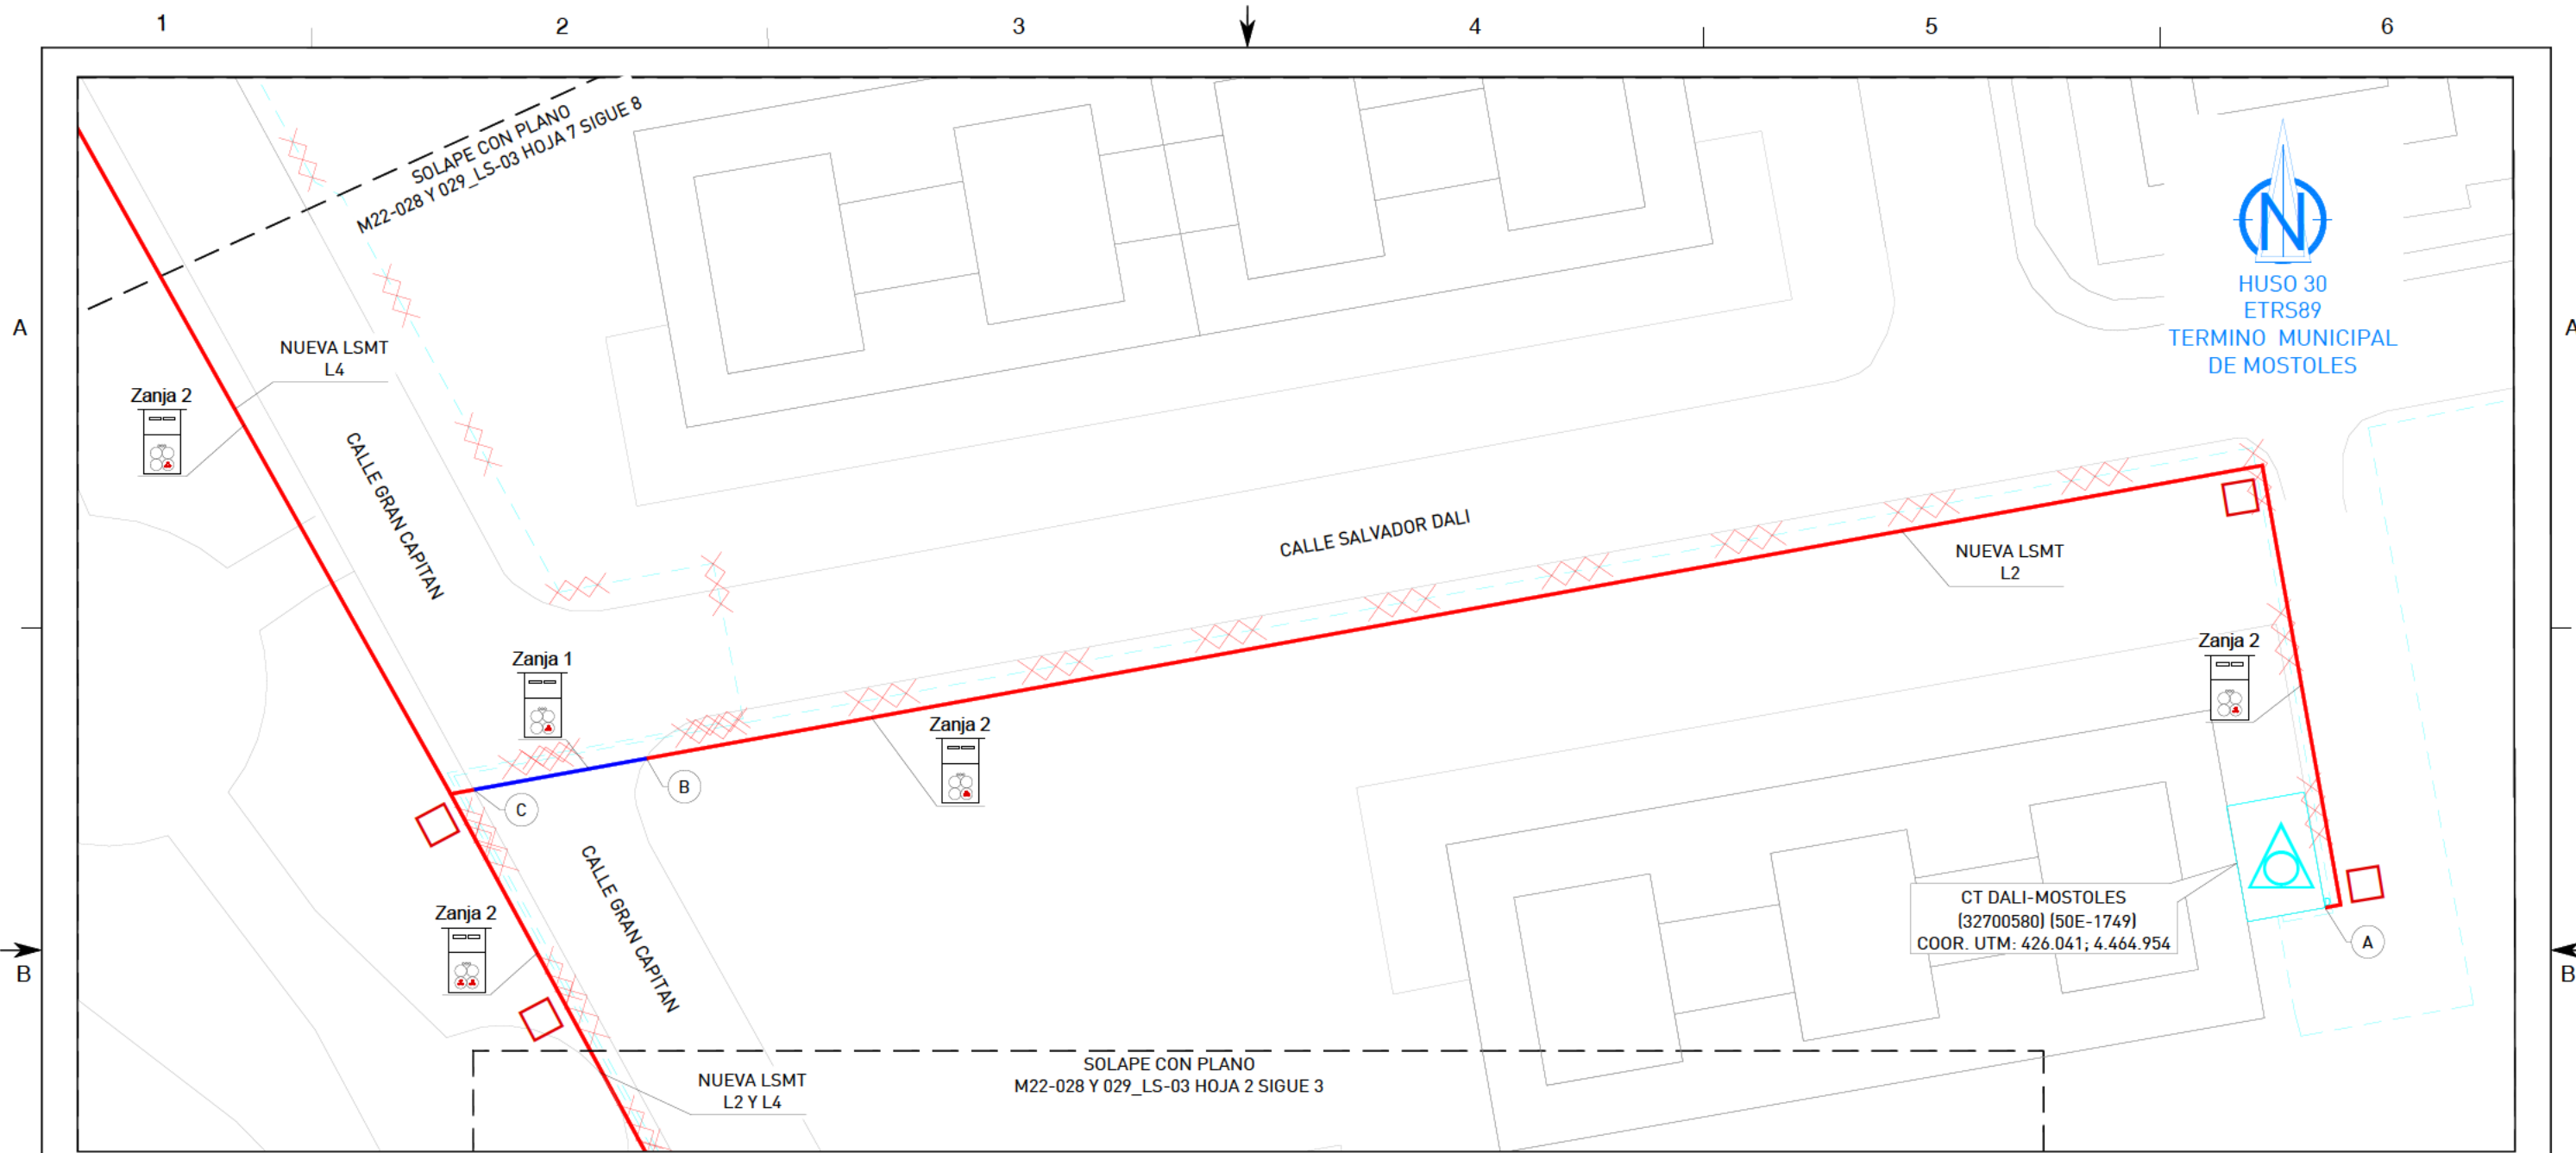 1
2
3
4
5
6
SOLAPE CON PLANO
M22-028 Y 029_LS-03 HOJA 7 SIGUE 8
N
HUSO 30
ETRS89
TERMINO MUNICIPAL
DE MOSTOLES
A
A
NUEVA LSMT
L4
Zanja 2
CALLE GRAN CAPITAN
CALLE SALVADOR DALI
NUEVA LSMT
L2
Zanja 1
Zanja 2
Zanja 2
B
C
CALLE GRAN CAPITAN
Zanja 2
CT DALI-MOSTOLES
(32700580) (50E-1749)
COOR. UTM: 426.041; 4.464.954
A
B
B
SOLAPE CON PLANO
M22-028 Y 029_LS-03 HOJA 2 SIGUE 3
NUEVA LSMT
L2 Y L4